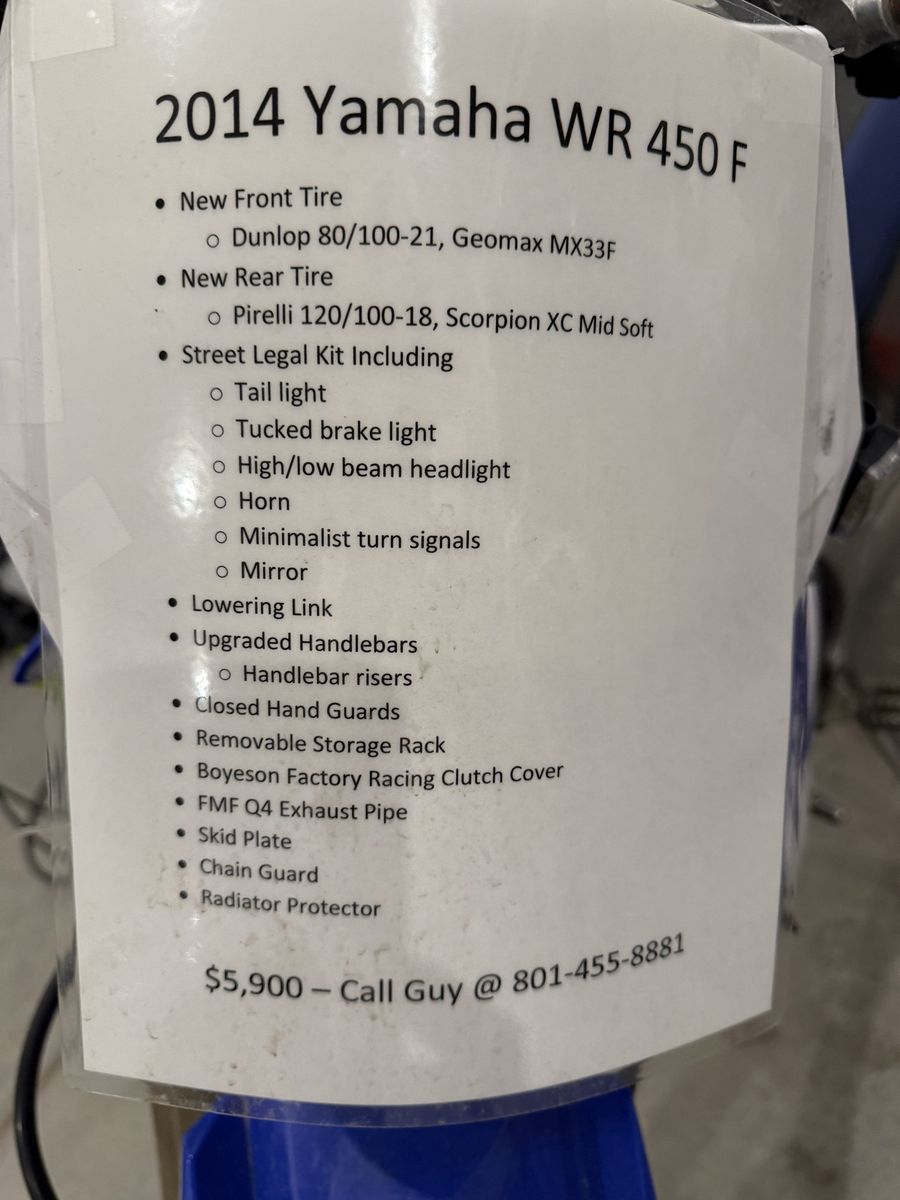 2014 Yamaha WR 450 F
• New Front Tire
○ Dunlop 80/100-21, Geomax MX33F
• New Rear Tire
○ Pirelli 120/100-18, Scorpion XC Mid Soft
• Street Legal Kit Including
○ Tail light
○ Tucked brake light
○ High/low beam headlight
○ Horn
○ Minimalist turn signals
○ Mirror
• Lowering Link
• Upgraded Handlebars
○ Handlebar risers
• Closed Hand Guards
• Removable Storage Rack
• Boyeson Factory Racing Clutch Cover
• FMF Q4 Exhaust Pipe
• Skid Plate
• Chain Guard
• Radiator Protector
$5,900 – Call Guy @ 801-455-8881